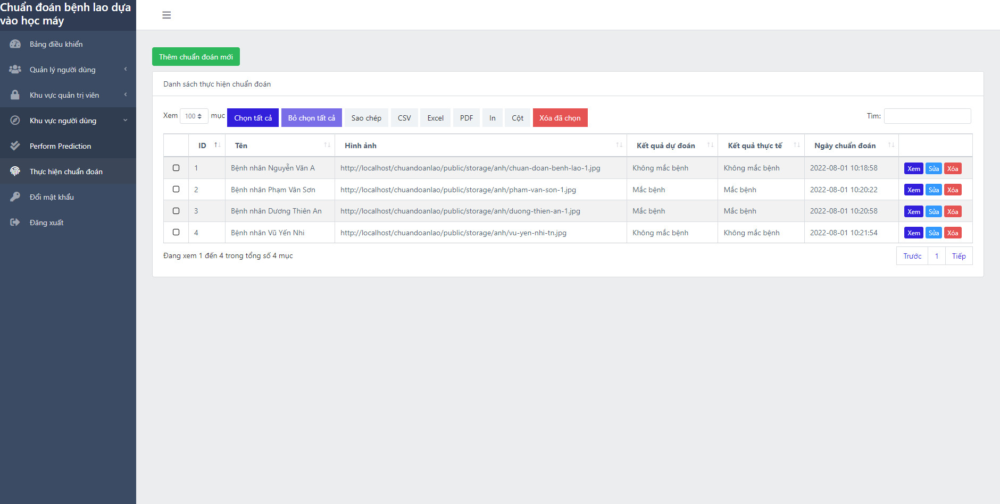 Chuẩn đoán bệnh lao dựa
vào học máy
Bảng điều khiển
Quản lý người dùng
Khu vực quản trị viên
Khu vực người dùng
Perform Prediction
Thực hiện chuẩn đoán
Đổi mật khẩu
Đăng xuất
Thêm chuẩn đoán mới
Danh sách thực hiện chuẩn đoán
Xem 100 mục Chọn tất cả Bỏ chọn tất cả Sao chép CSV Excel PDF In Cột Xóa đã chọn Tìm:
ID Tên Hình ảnh Kết quả dự đoán Kết quả thực tế Ngày chuẩn đoán
1 Bệnh nhân Nguyễn Văn A http://localhost/chuandoanlao/public/storage/anh/chuan-doan-benh-lao-1.jpg Không mắc bệnh Không mắc bệnh 2022-08-01 10:18:58 Xem Sửa Xóa
2 Bệnh nhân Phạm Văn Sơn http://localhost/chuandoanlao/public/storage/anh/pham-van-son-1.jpg Mắc bệnh Mắc bệnh 2022-08-01 10:20:22 Xem Sửa Xóa
3 Bệnh nhân Dương Thiên An http://localhost/chuandoanlao/public/storage/anh/duong-thien-an-1.jpg Mắc bệnh Mắc bệnh 2022-08-01 10:20:58 Xem Sửa Xóa
4 Bệnh nhân Vũ Yến Nhi http://localhost/chuandoanlao/public/storage/anh/vu-yen-nhi-tn.jpg Không mắc bệnh Không mắc bệnh 2022-08-01 10:21:54 Xem Sửa Xóa
Đang xem 1 đến 4 trong tổng số 4 mục
Trước 1 Tiếp